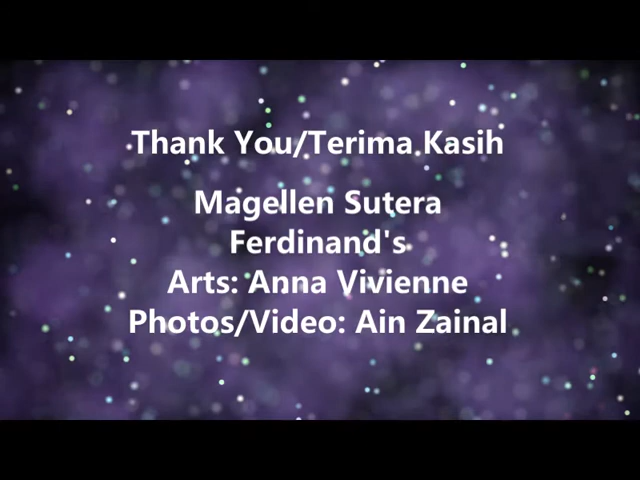 Thank You/Terima Kasih
Magellen Sutera
Ferdinand's
Arts: Anna Vivienne
Photos/Video: Ain Zainal